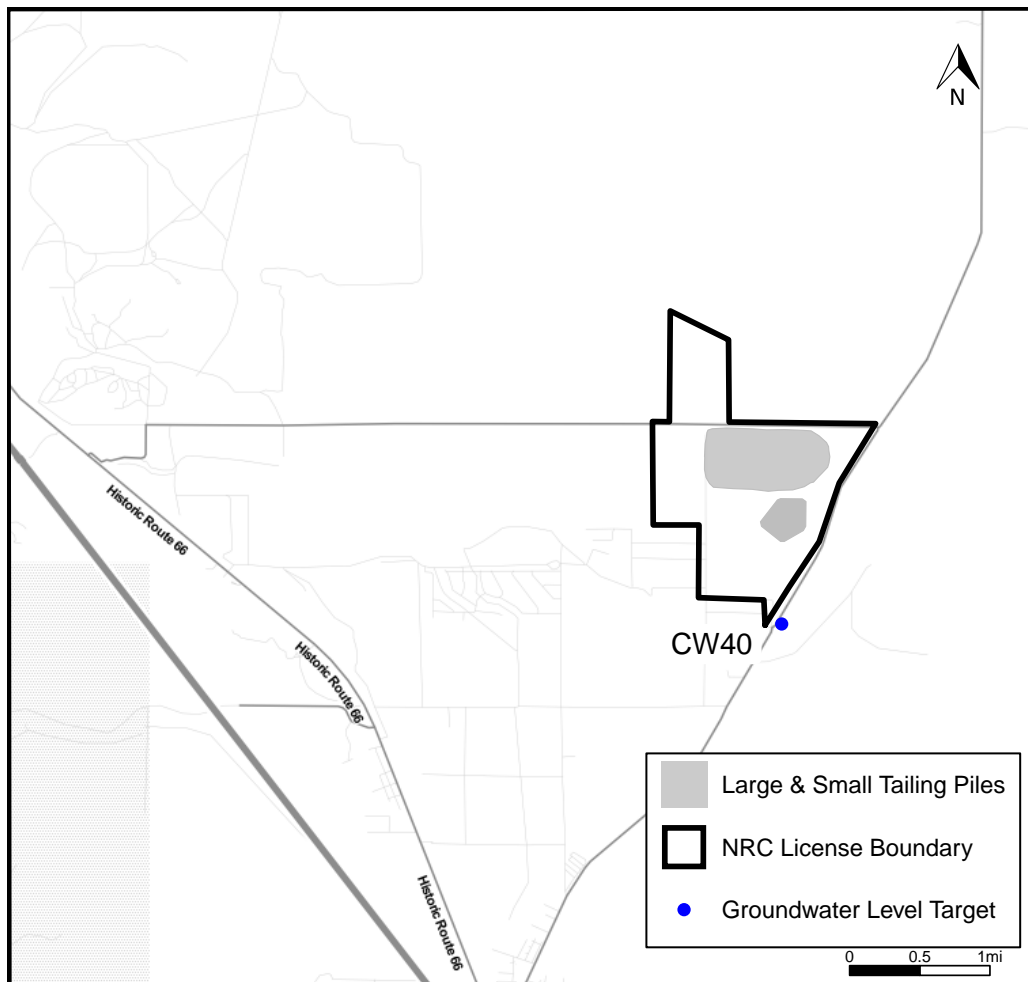 N
Historic Route 66
Historic Route 66
CW40
Historic Route 66
Large & Small Tailing Piles
NRC License Boundary
Groundwater Level Target
0 0.5 1mi